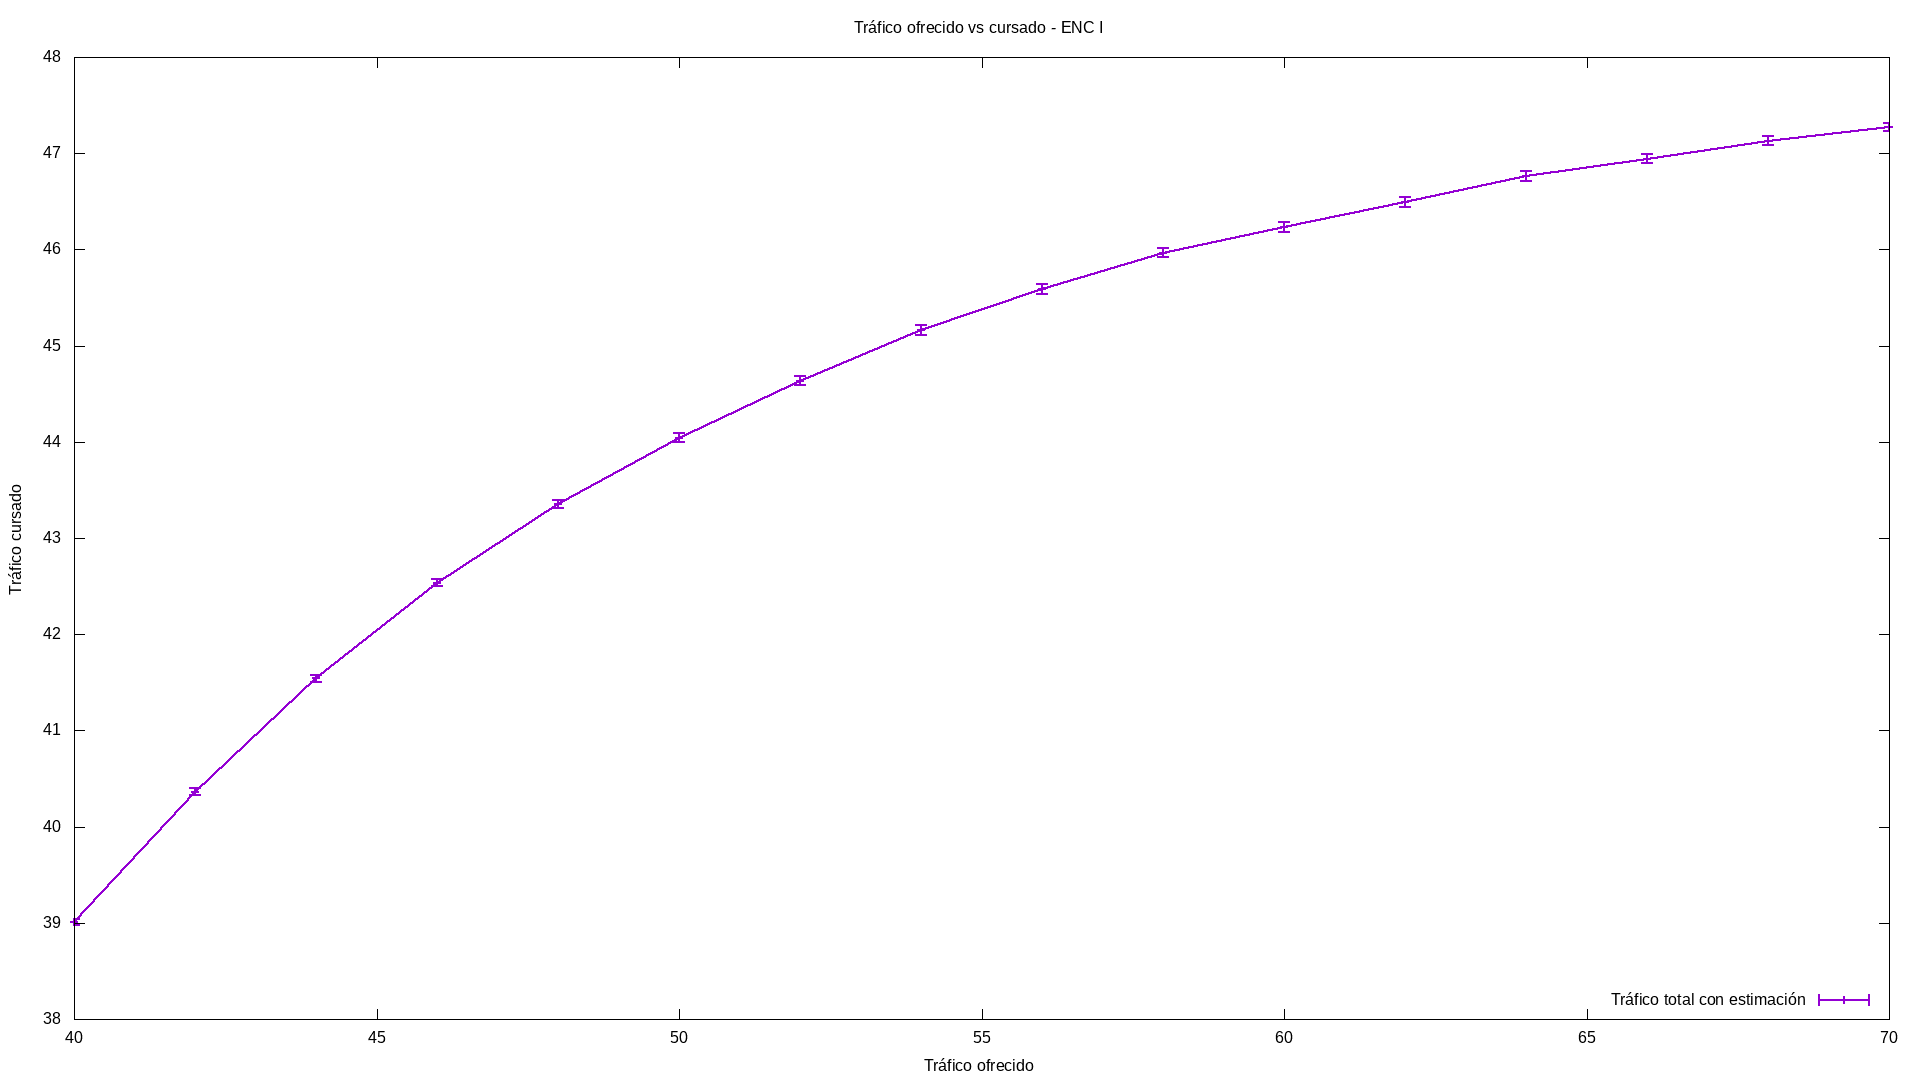 Tráfico ofrecido vs cursado - ENC I
48
47
46
45
44
43
42
41
40
39
38
Tráfico cursado
40 45 50 55 60 65 70
Tráfico ofrecido
Tráfico total con estimación